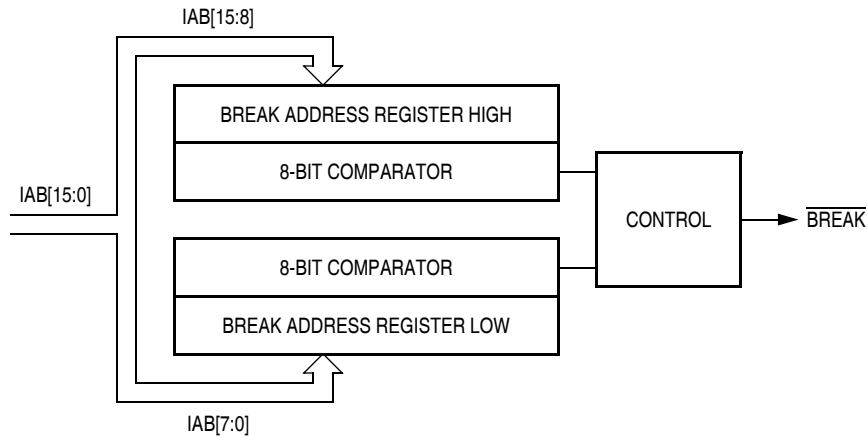 IAB[15:8]
BREAK ADDRESS REGISTER HIGH
8-BIT COMPARATOR
IAB[15:0]
CONTROL
BREAK
8-BIT COMPARATOR
BREAK ADDRESS REGISTER LOW
IAB[7:0]